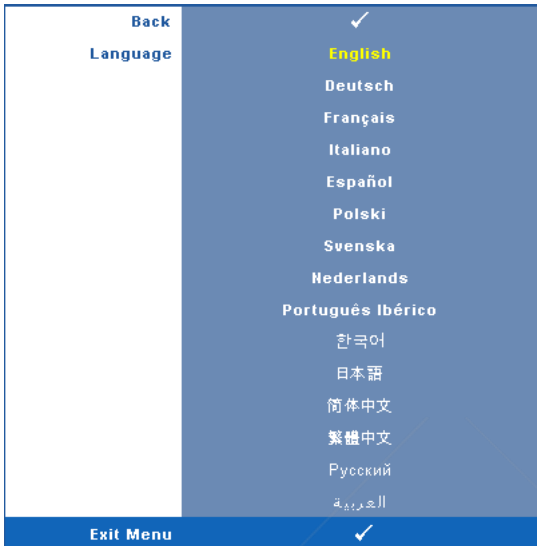 Back ✓
Language English
Deutsch
Français
Italiano
Español
Polski
Svenska
Nederlands
Português Ibérico
한국어
日本語
简体中文
繁體中文
Русский
العربية
Exit Menu ✓